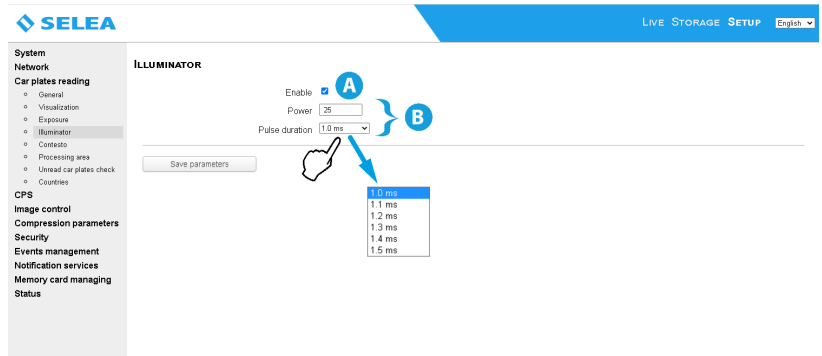 SELEA
LIVE STORAGE SETUP English
System
Network
Car plates reading
General
Visualization
Exposure
Illuminator
Contesto
Processing area
Unread car plates check
Countries
CPS
Image control
Compression parameters
Security
Events management
Notification services
Memory card managing
Status
ILLUMINATOR
Enable A
Power 25
B
Pulse duration 1.0 ms
Save parameters
1.0 ms
1.1 ms
1.2 ms
1.3 ms
1.4 ms
1.5 ms